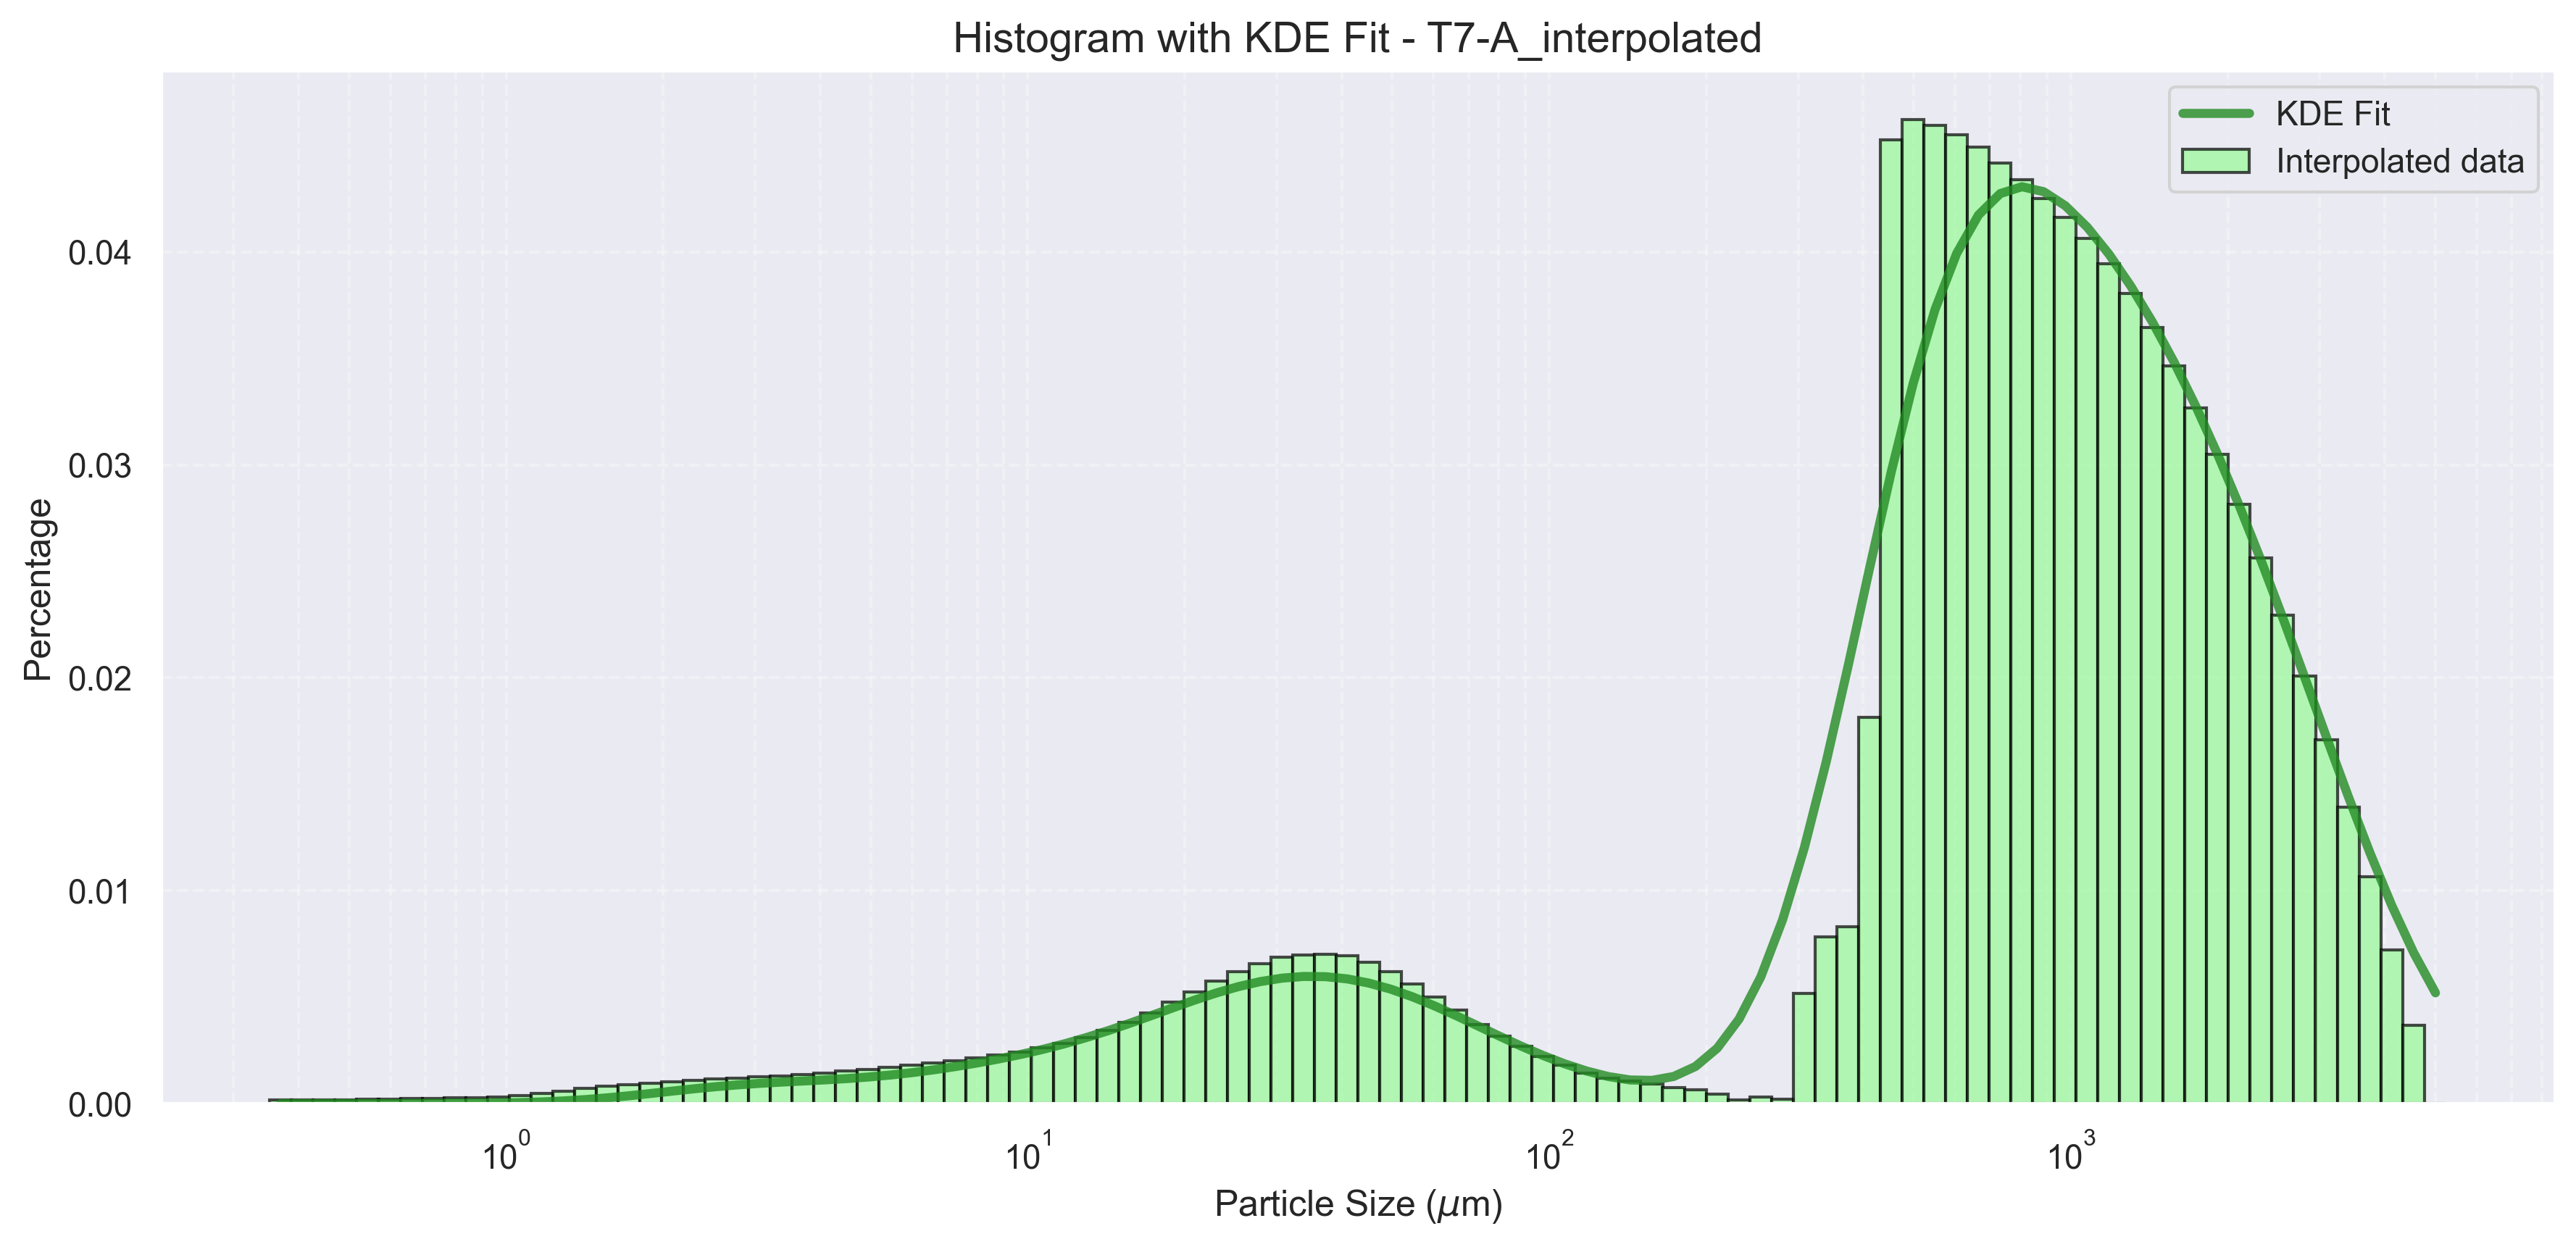 Histogram with KDE Fit - T7-A_interpolated
KDE Fit
Interpolated data
Percentage
0.04
0.03
0.02
0.01
0.00
10^0 10^1 10^2 10^3
Particle Size (μm)